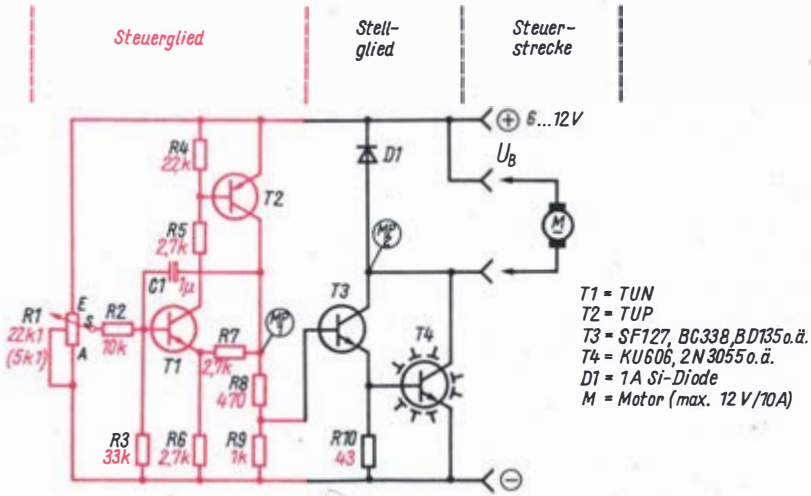 Steuerglied
Stell-
glied
Steuer-
strecke
R4
22k
T2
D1
+ 6...12V
U_B
R5
2,7k
C1
1µ
MP
2
M
R1
22k1
(5k1)
E
S
A
R2
10k
T1
R7
2,7k
MP
1
T3
T4
R8
470
R3
33k
R6
2,7k
R9
1k
R10
43
−
T1 = TUN
T2 = TUP
T3 = SF127, BC338, BD135 o.ä.
T4 = KU606, 2N3055 o.ä.
D1 = 1A Si-Diode
M = Motor (max. 12 V/10A)